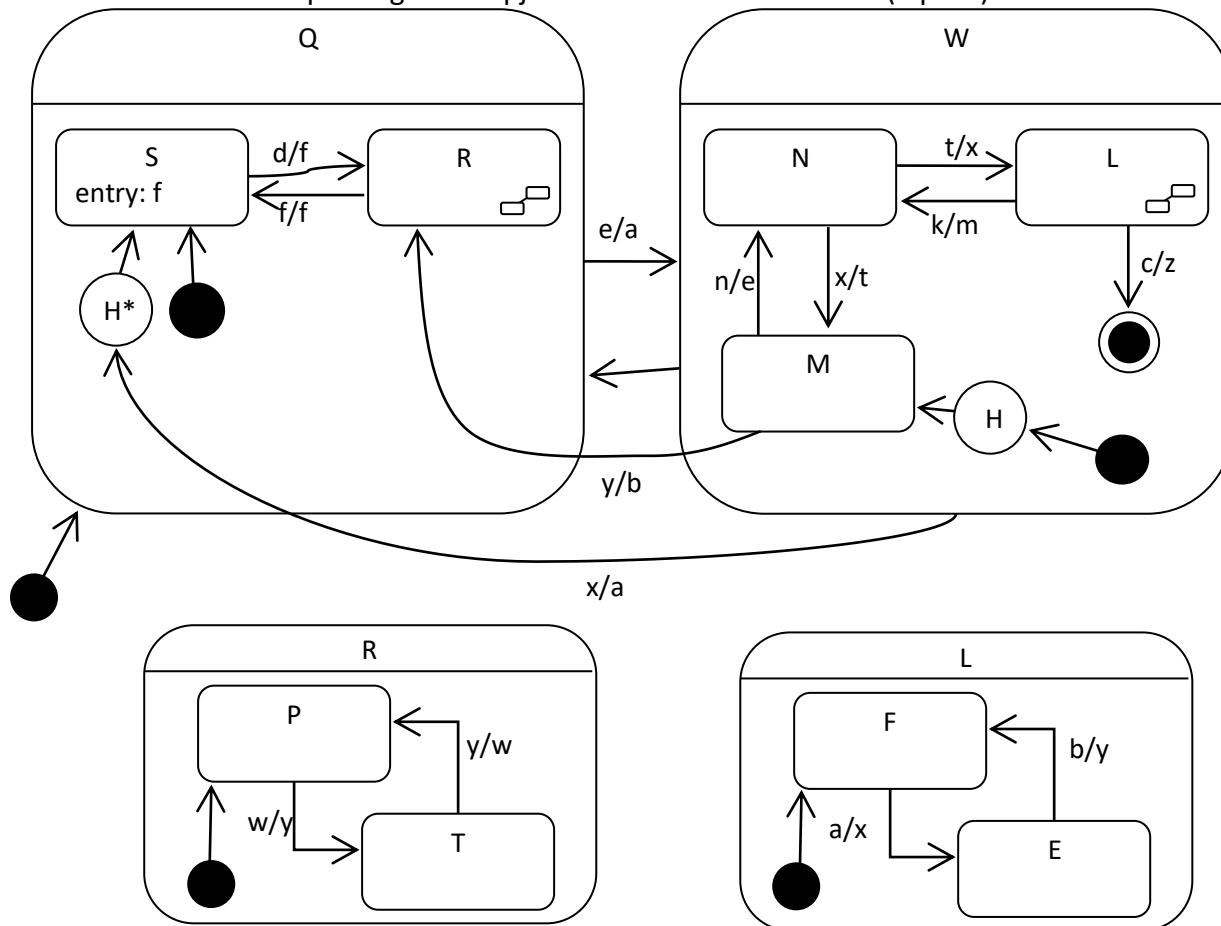 Q
W
S
entry: f
d/f
f/f
R
e/a
N
t/x
L
k/m
n/e
x/t
c/z
H*
M
H
y/b
x/a
R
P
y/w
w/y
T
L
F
b/y
a/x
E